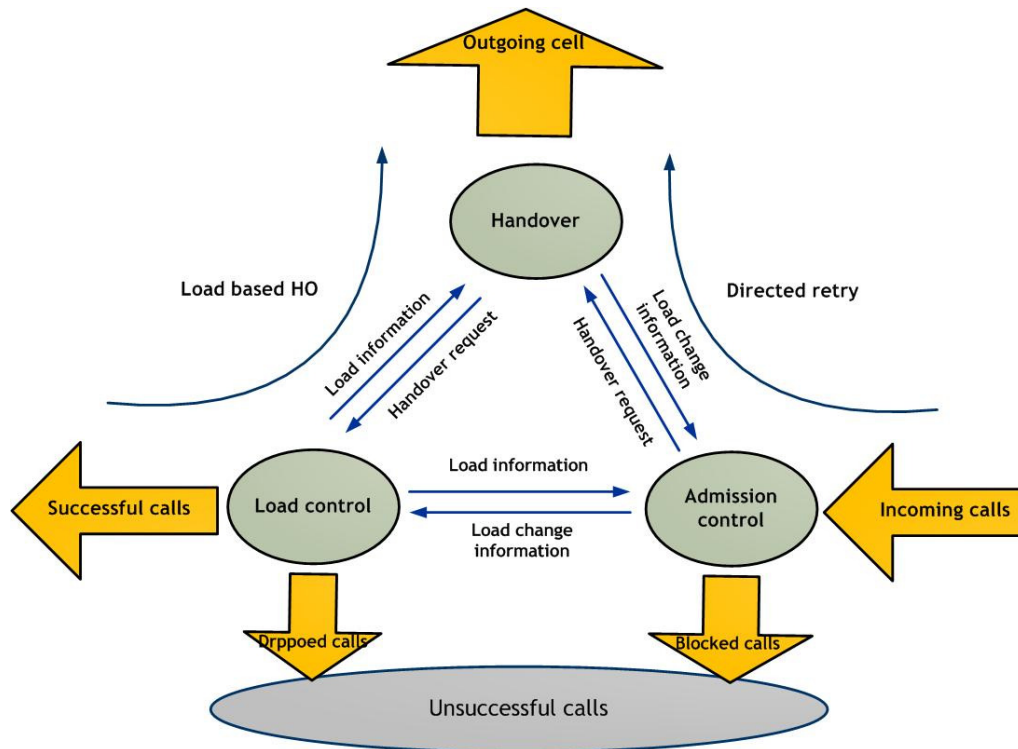 Outgoing cell
Handover
Load based HO
Directed retry
Load information
Handover request
Load change
information
Handover request
Successful calls
Load control
Load information
Load change
information
Admission
control
Incoming calls
Drppoed calls
Blocked calls
Unsuccessful calls